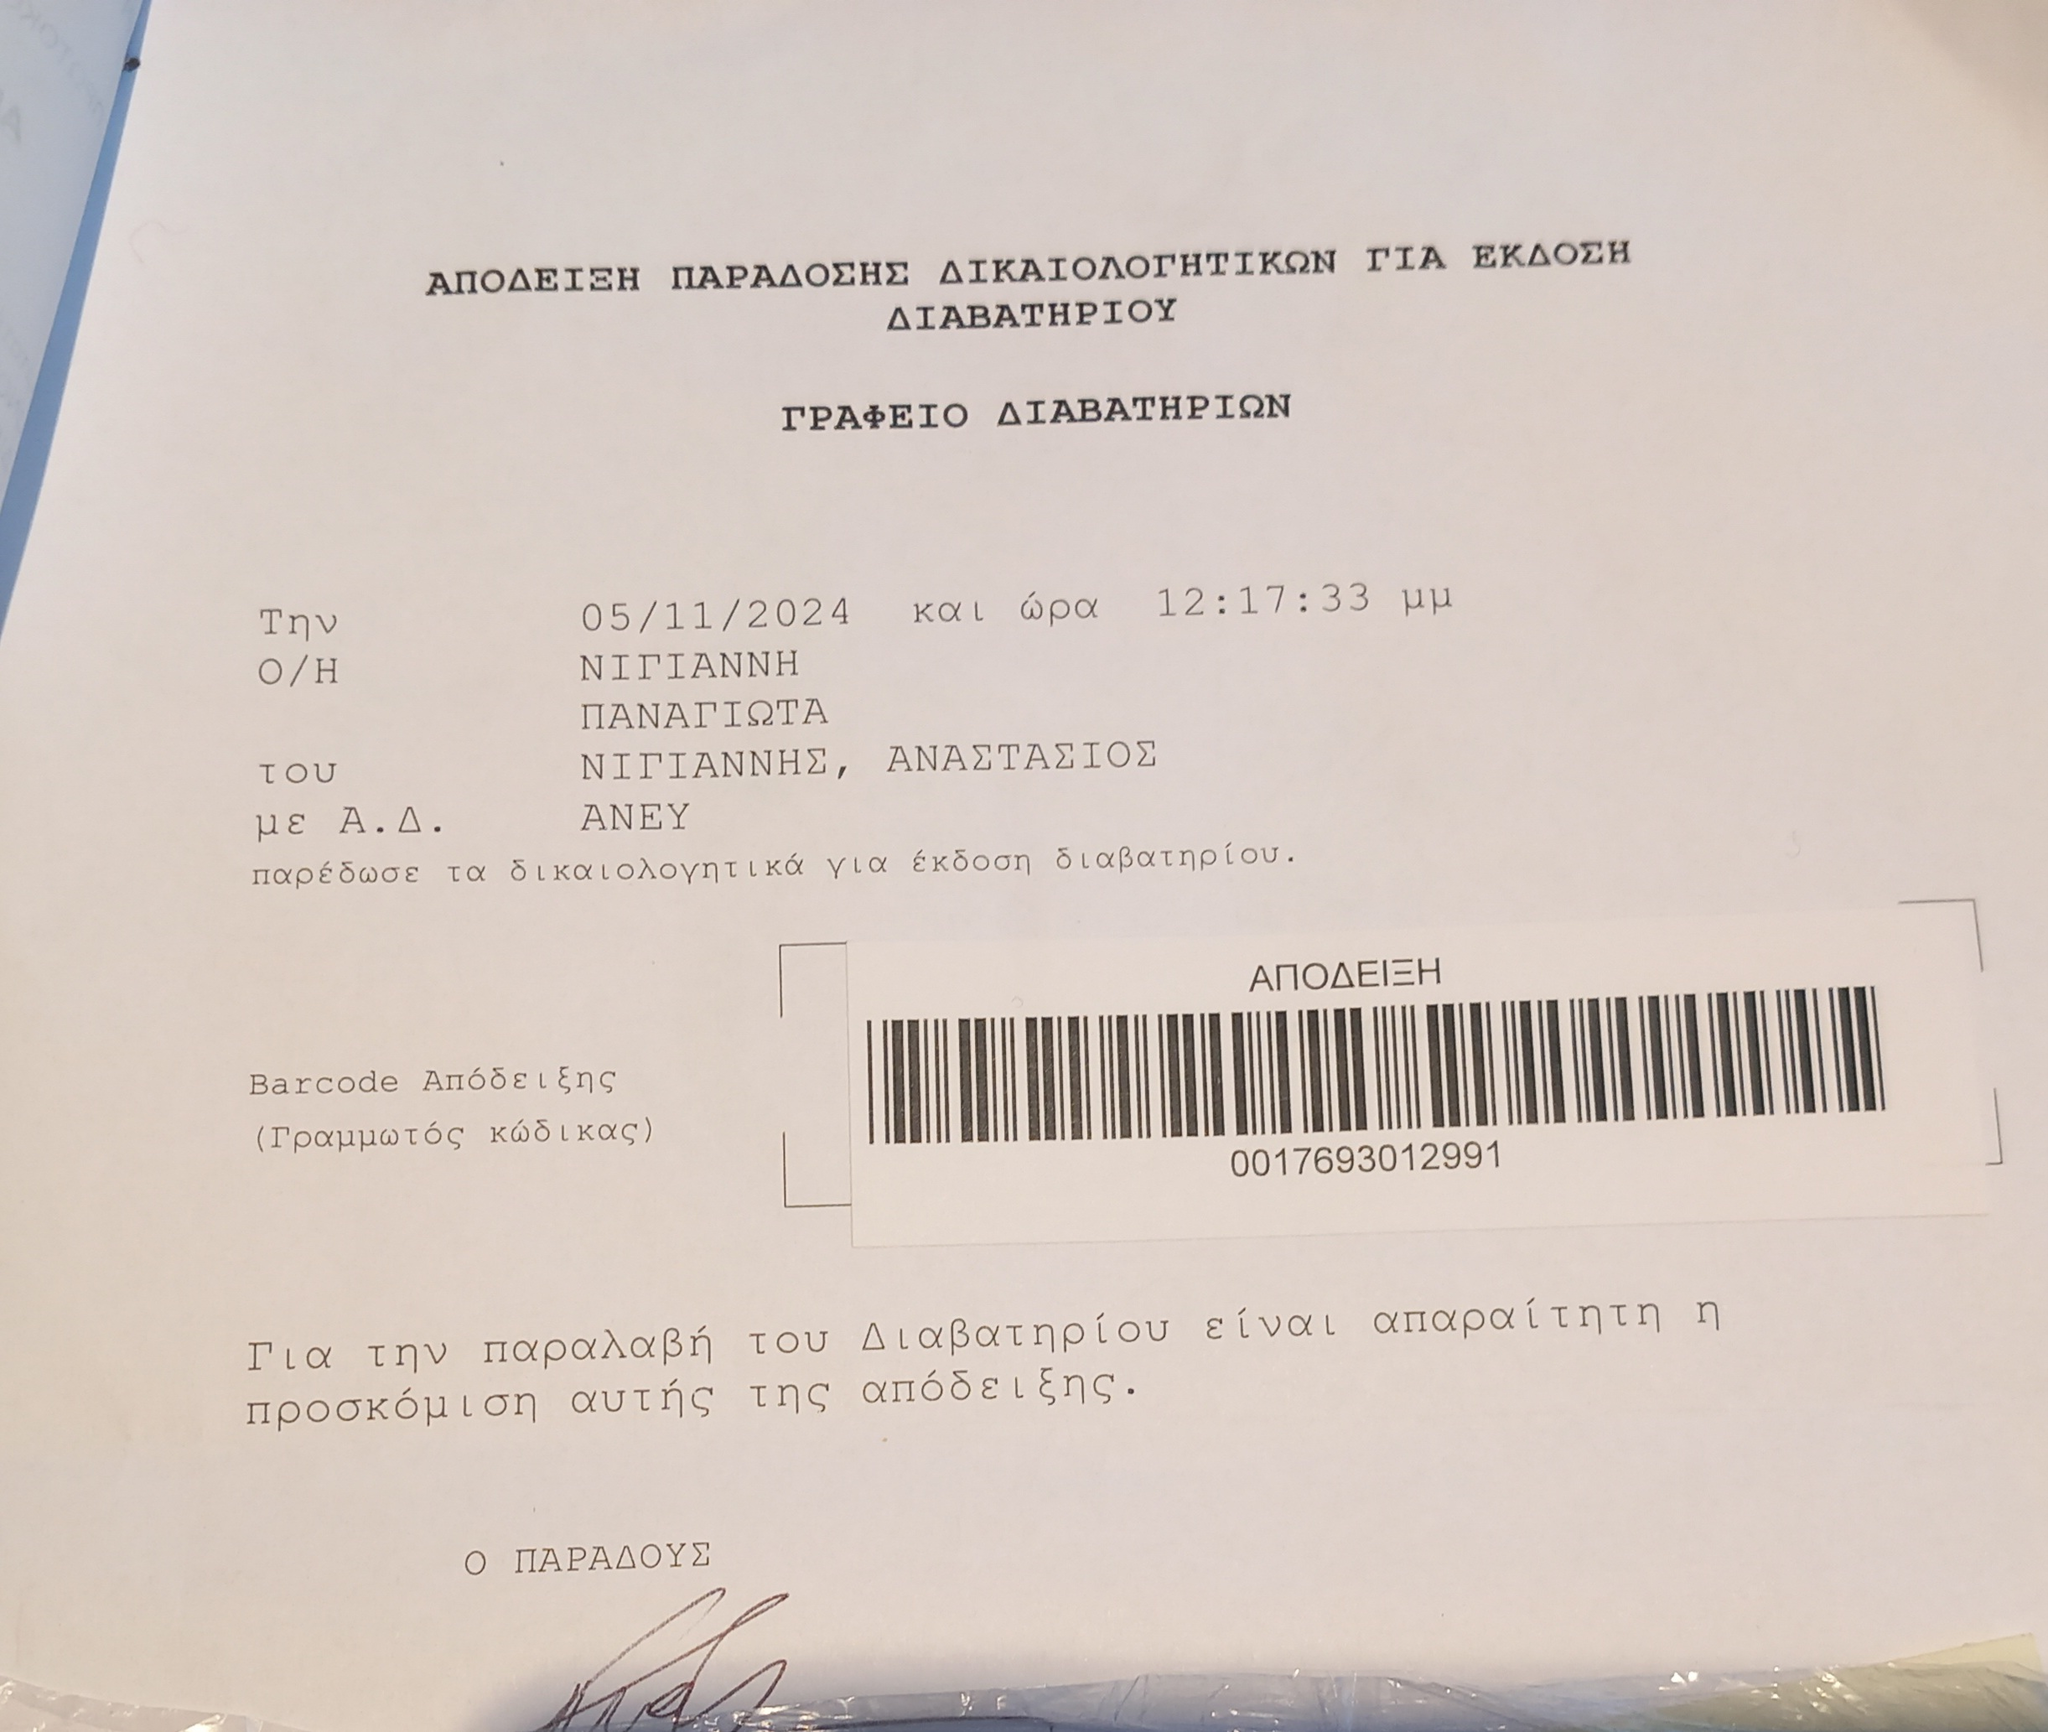 ΑΠΟΔΕΙΞΗ ΠΑΡΑΔΟΣΗΣ ΔΙΚΑΙΟΛΟΓΗΤΙΚΩΝ ΓΙΑ ΕΚΔΟΣΗ
ΔΙΑΒΑΤΗΡΙΟΥ
ΓΡΑΦΕΙΟ ΔΙΑΒΑΤΗΡΙΩΝ
Την 05/11/2024 και ώρα 12:17:33 μμ
Ο/Η ΝΙΓΙΑΝΝΗ
ΠΑΝΑΓΙΩΤΑ
του ΝΙΓΙΑΝΝΗΣ, ΑΝΑΣΤΑΣΙΟΣ
με Α.Δ. ΑΝΕΥ
παρέδωσε τα δικαιολογητικά για έκδοση διαβατηρίου.
ΑΠΟΔΕΙΞΗ
Barcode Απόδειξης
(Γραμμωτός κώδικας)
0017693012991
Για την παραλαβή του Διαβατηρίου είναι απαραίτητη η
προσκόμιση αυτής της απόδειξης.
Ο ΠΑΡΑΔΟΥΣ